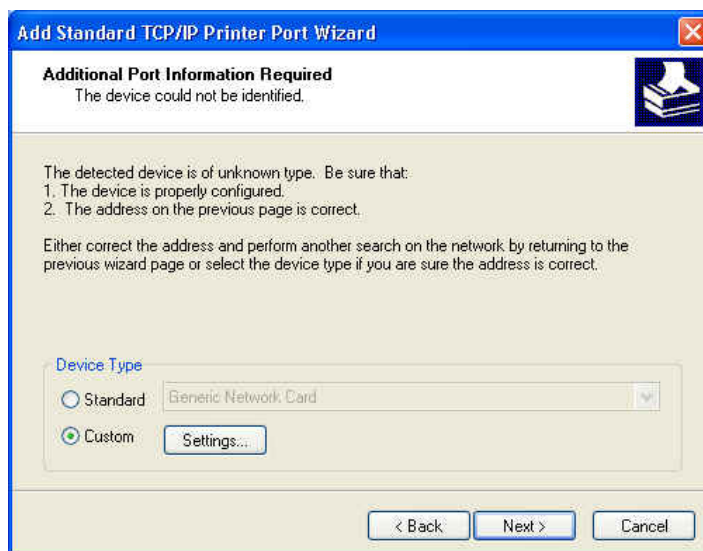 Add Standard TCP/IP Printer Port Wizard
Additional Port Information Required
The device could not be identified.
The detected device is of unknown type.  Be sure that:
1. The device is properly configured.
2.  The address on the previous page is correct.
Either correct the address and perform another search on the network by returning to the
previous wizard page or select the device type if you are sure the address is correct.
Device Type
Standard Generic Network Card
Custom Settings...
< Back Next > Cancel